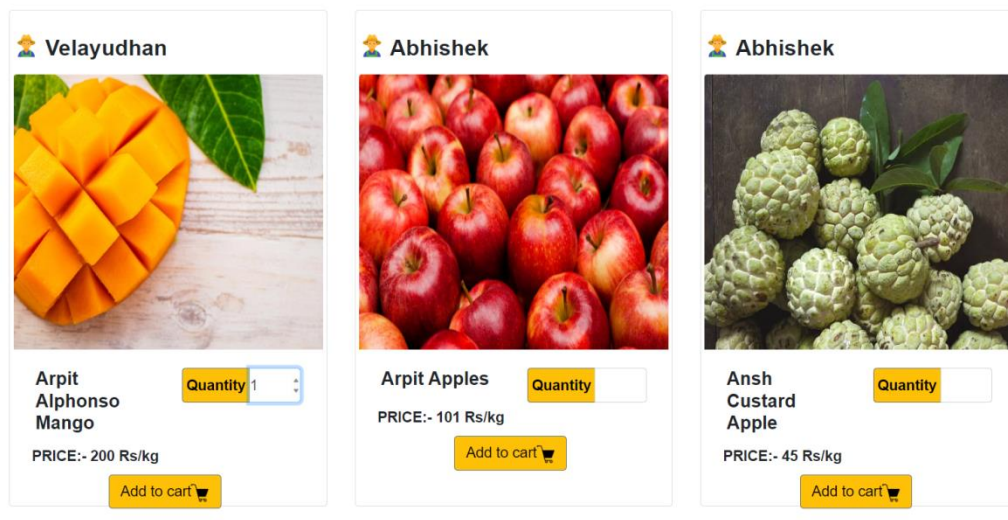 Velayudhan
Arpit
Alphonso
Mango
Quantity 1
PRICE:- 200 Rs/kg
Add to cart
Abhishek
Arpit Apples
Quantity
PRICE:- 101 Rs/kg
Add to cart
Abhishek
Ansh
Custard
Apple
Quantity
PRICE:- 45 Rs/kg
Add to cart